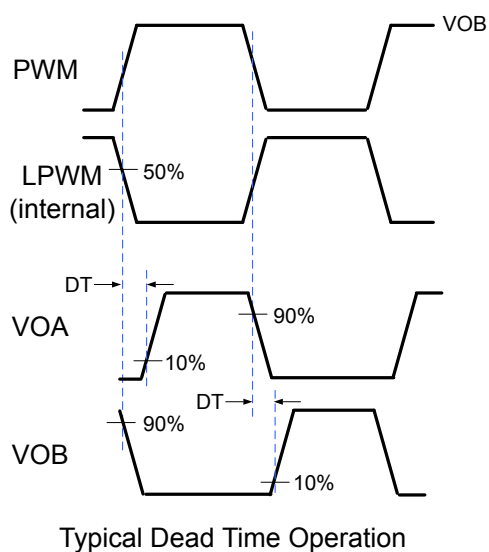 VOB
PWM
50%
LPWM
(internal)
DT
VOA
90%
10%
DT
90%
VOB
10%
Typical Dead Time Operation